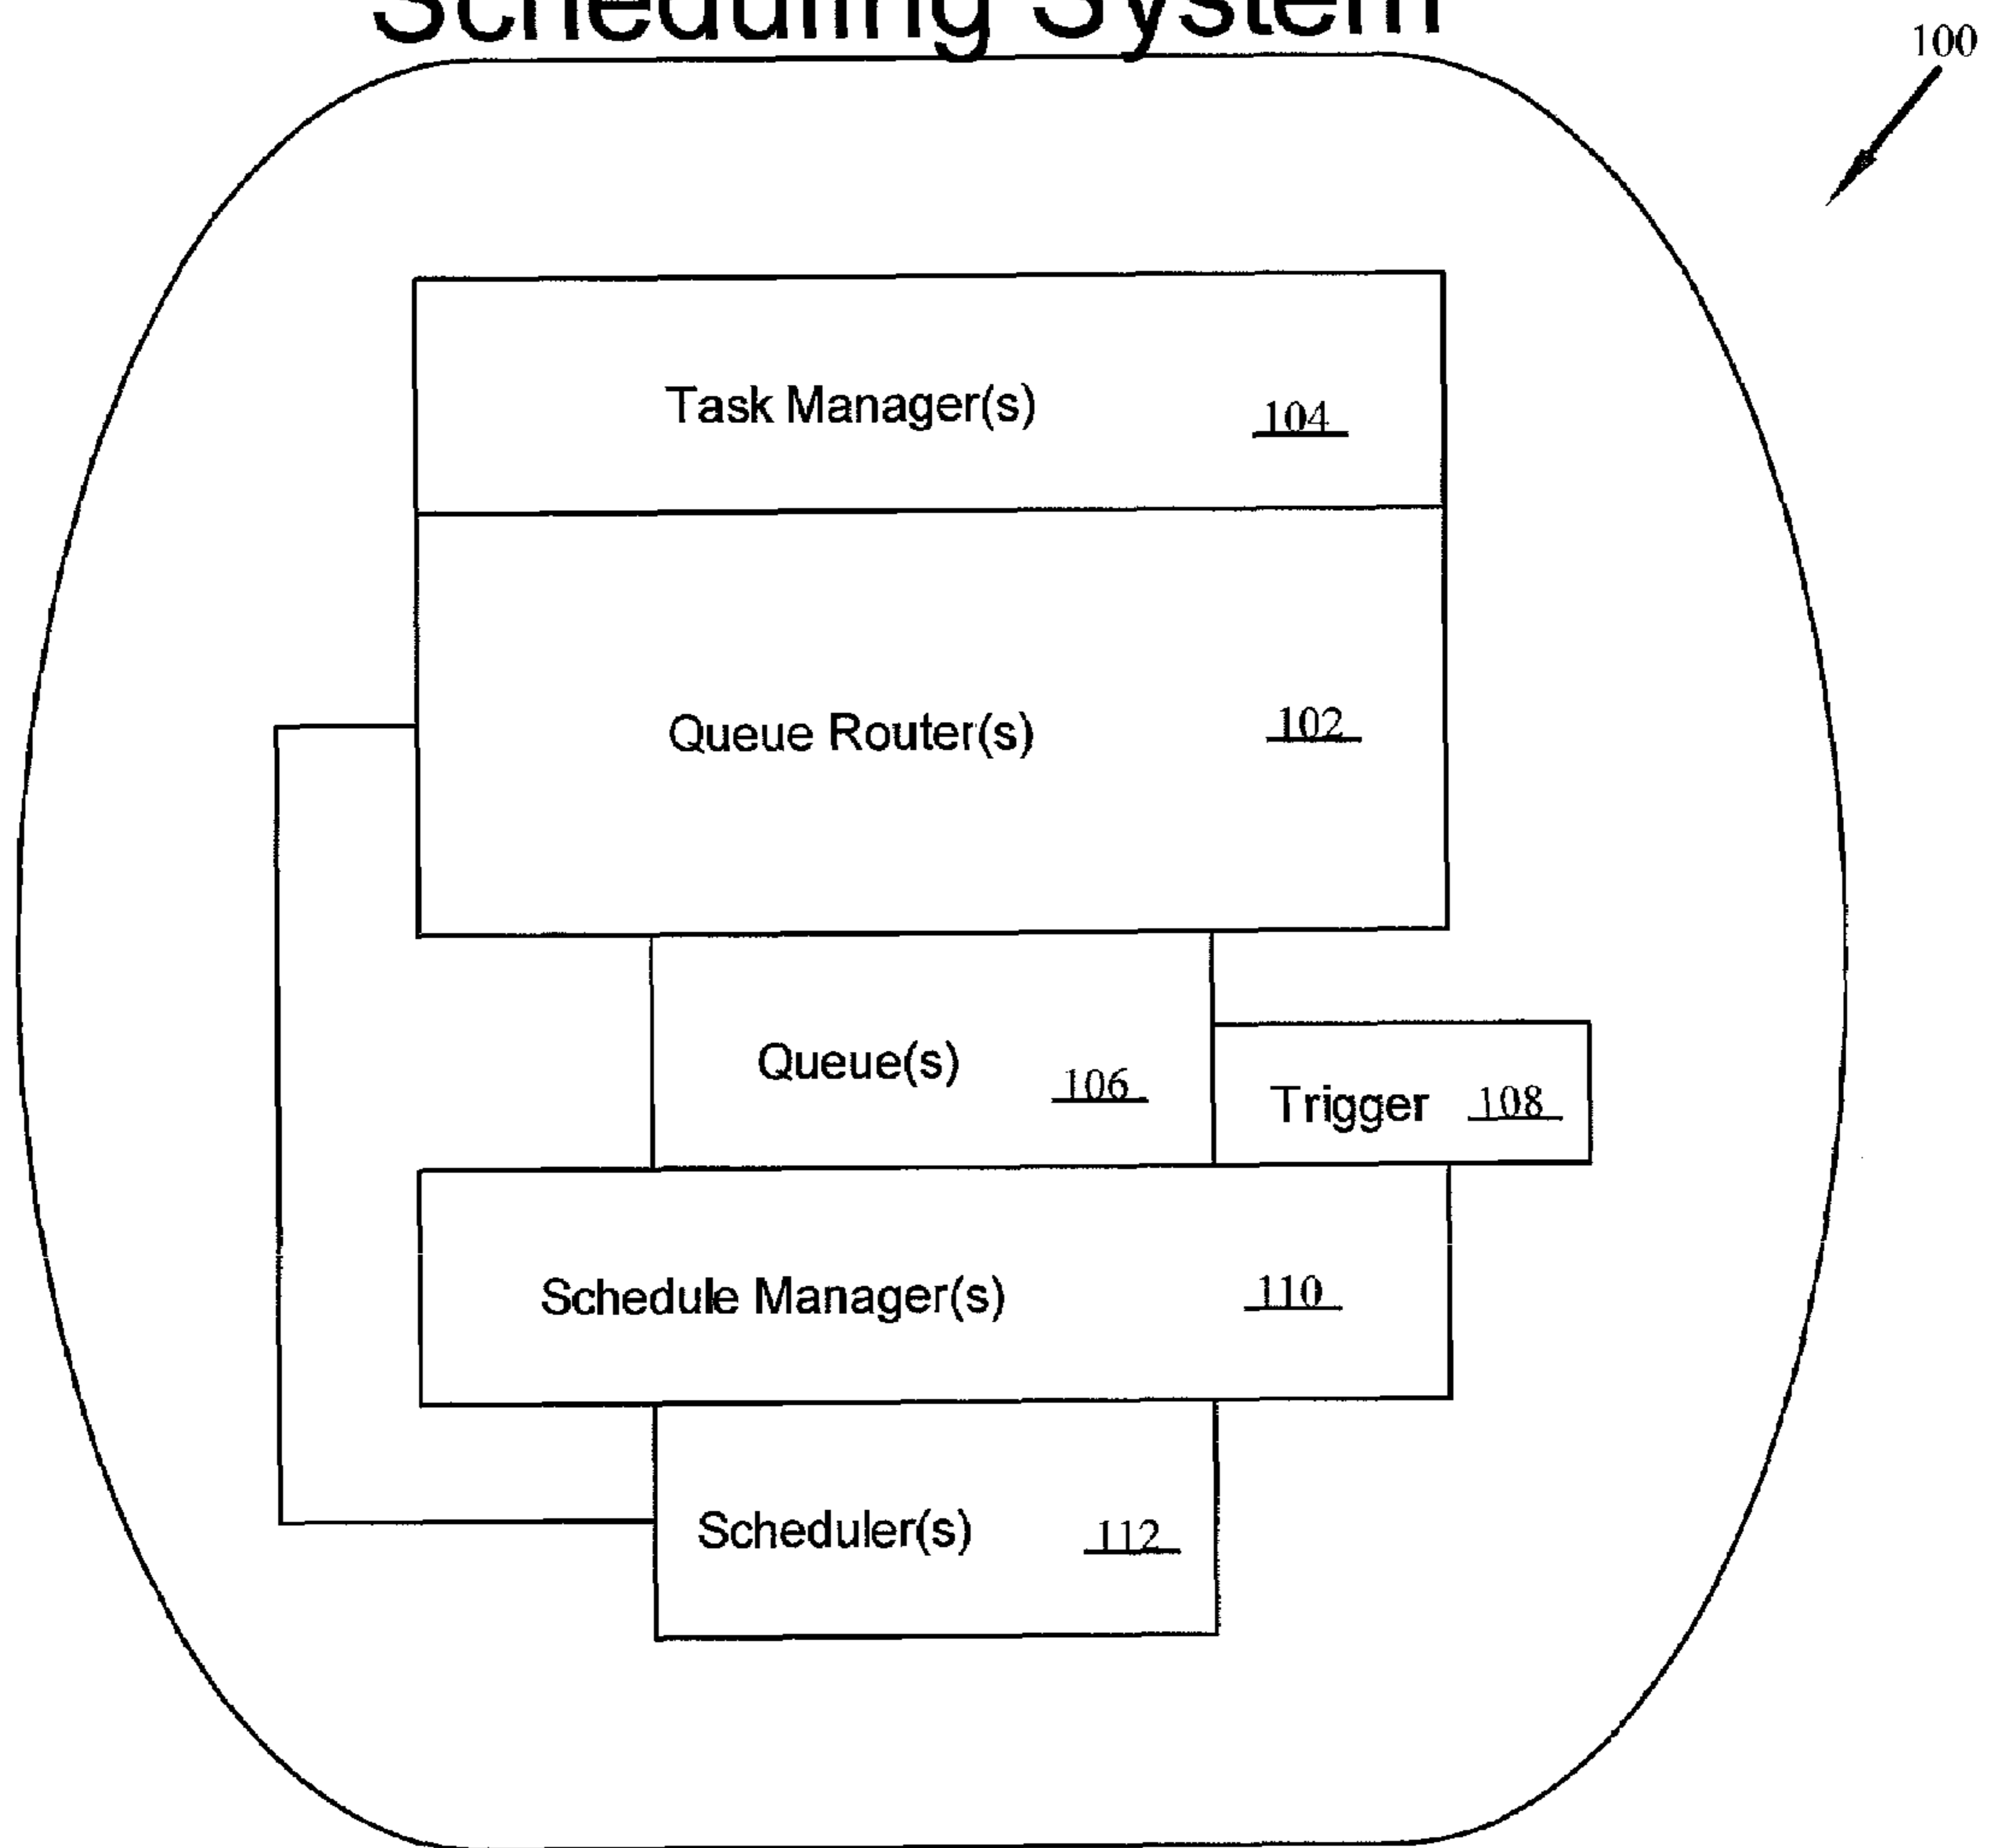 Scheduling System
100
Task Manager(s) 104
Queue Router(s) 102
Queue(s) 106
Trigger 108
Schedule Manager(s) 110
Scheduler(s) 112